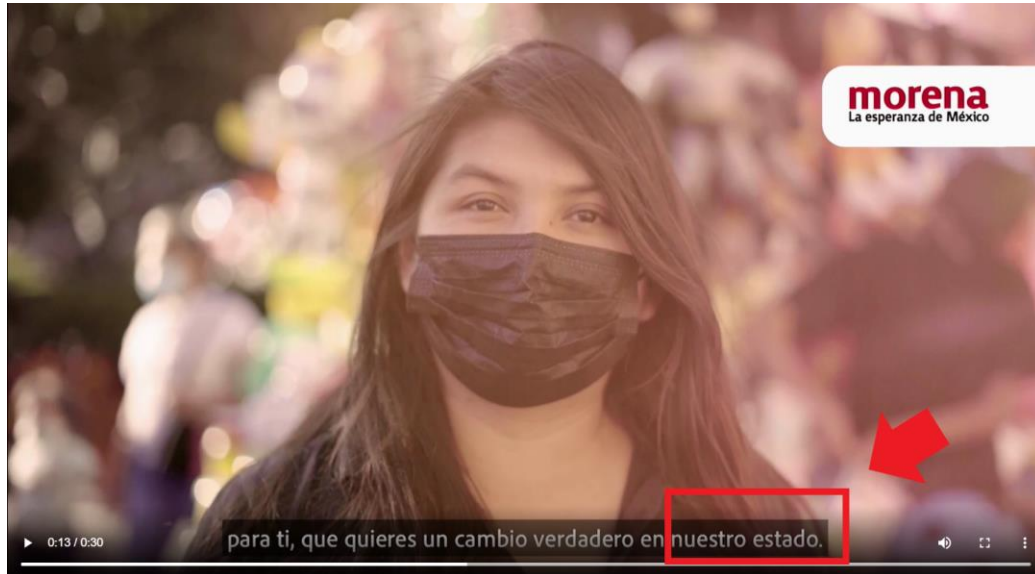 morena
La esperanza de México
para ti, que quieres un cambio verdadero en nuestro estado.
0:13 / 0:30